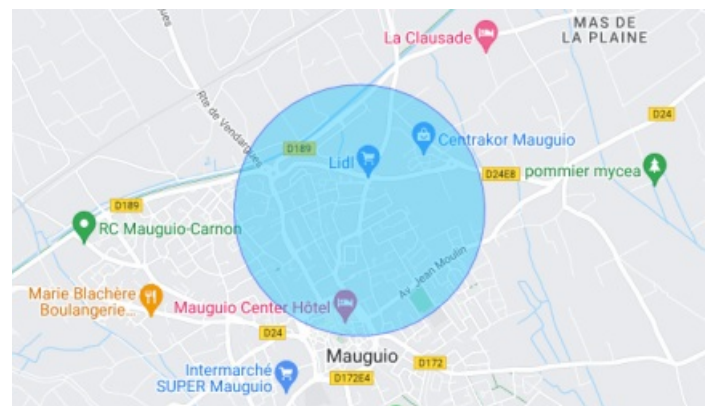 MAS DE
LA PLAINE
La Clausade
Rte de Vendargues
D24
D189
Centrakor Mauguio
Lidl
D24E8
pommier mycea
D189
RC Mauguio-Carnon
Av. Jean Moulin
Marie Blachère
Boulangerie...
Mauguio Center Hôtel
D24
Mauguio
D172
Intermarché
SUPER Mauguio
D172E4